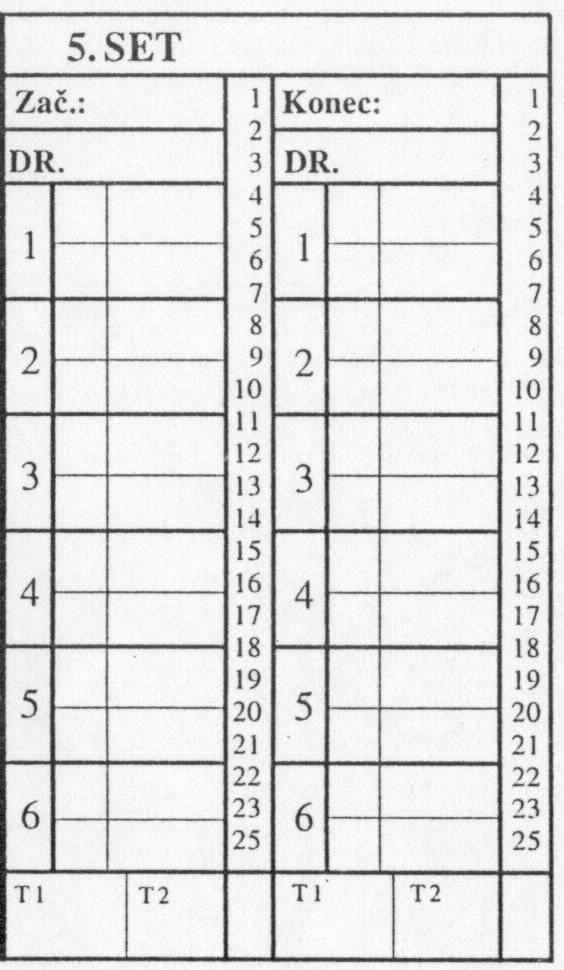 5. SET
Zač.: 1 Konec: 1
2 2
DR. 3 DR. 3
4 4
5 5
1 6 1 6
7 7
8 8
2 9 2 9
10 10
11 11
12 12
3 13 3 13
14 14
15 15
4 16 4 16
17 17
18 18
19 19
5 20 5 20
21 21
22 22
6 23 6 23
25 25
T1 T2 T1 T2